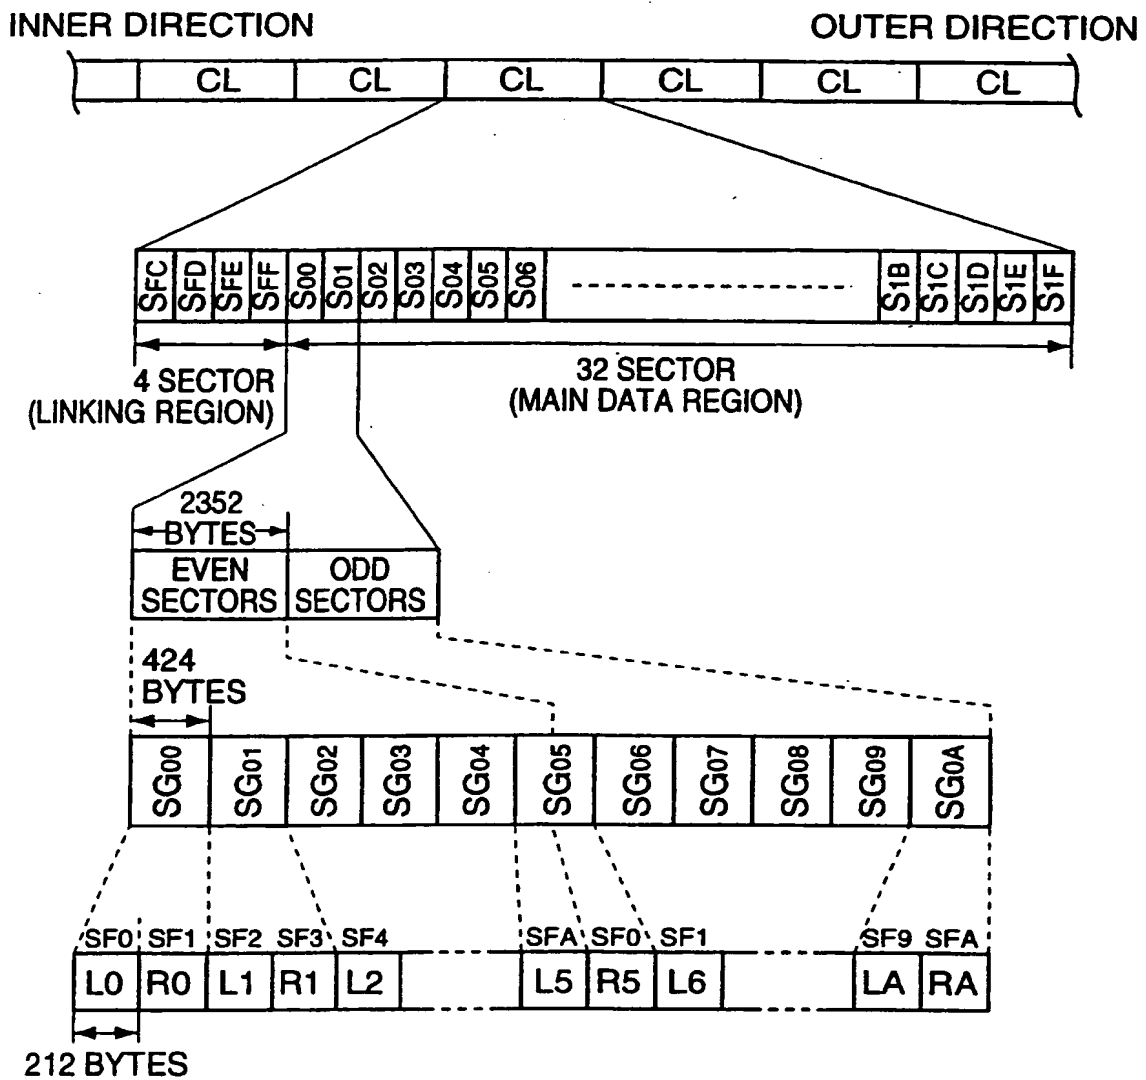 INNER DIRECTION OUTER DIRECTION
CL CL CL CL CL CL
SFC SFD SFE SFF S00 S01 S02 S03 S04 S05 S06 S1B S1C S1D S1E S1F
4 SECTOR
(LINKING REGION)
32 SECTOR
(MAIN DATA REGION)
2352
BYTES
EVEN
SECTORS
ODD
SECTORS
424
BYTES
SG00 SG01 SG02 SG03 SG04 SG05 SG06 SG07 SG08 SG09 SG0A
SF0 SF1 SF2 SF3 SF4 SFA SF0 SF1 SF9 SFA
L0 R0 L1 R1 L2 L5 R5 L6 LA RA
212 BYTES